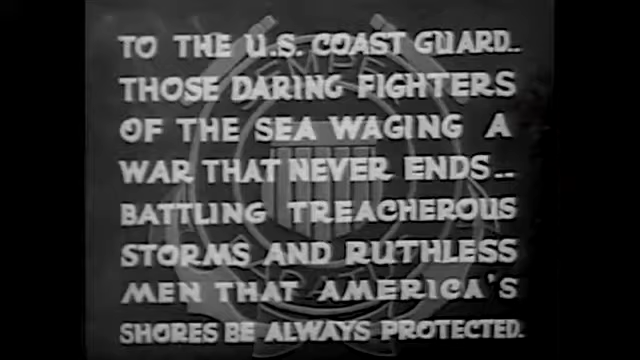 TO THE U.S. COAST GUARD..
THOSE DARING FIGHTERS
OF THE SEA WAGING A
WAR THAT NEVER ENDS..
BATTLING TREACHEROUS
STORMS AND RUTHLESS
MEN THAT AMERICA'S
SHORES BE ALWAYS PROTECTED.
SEMPER